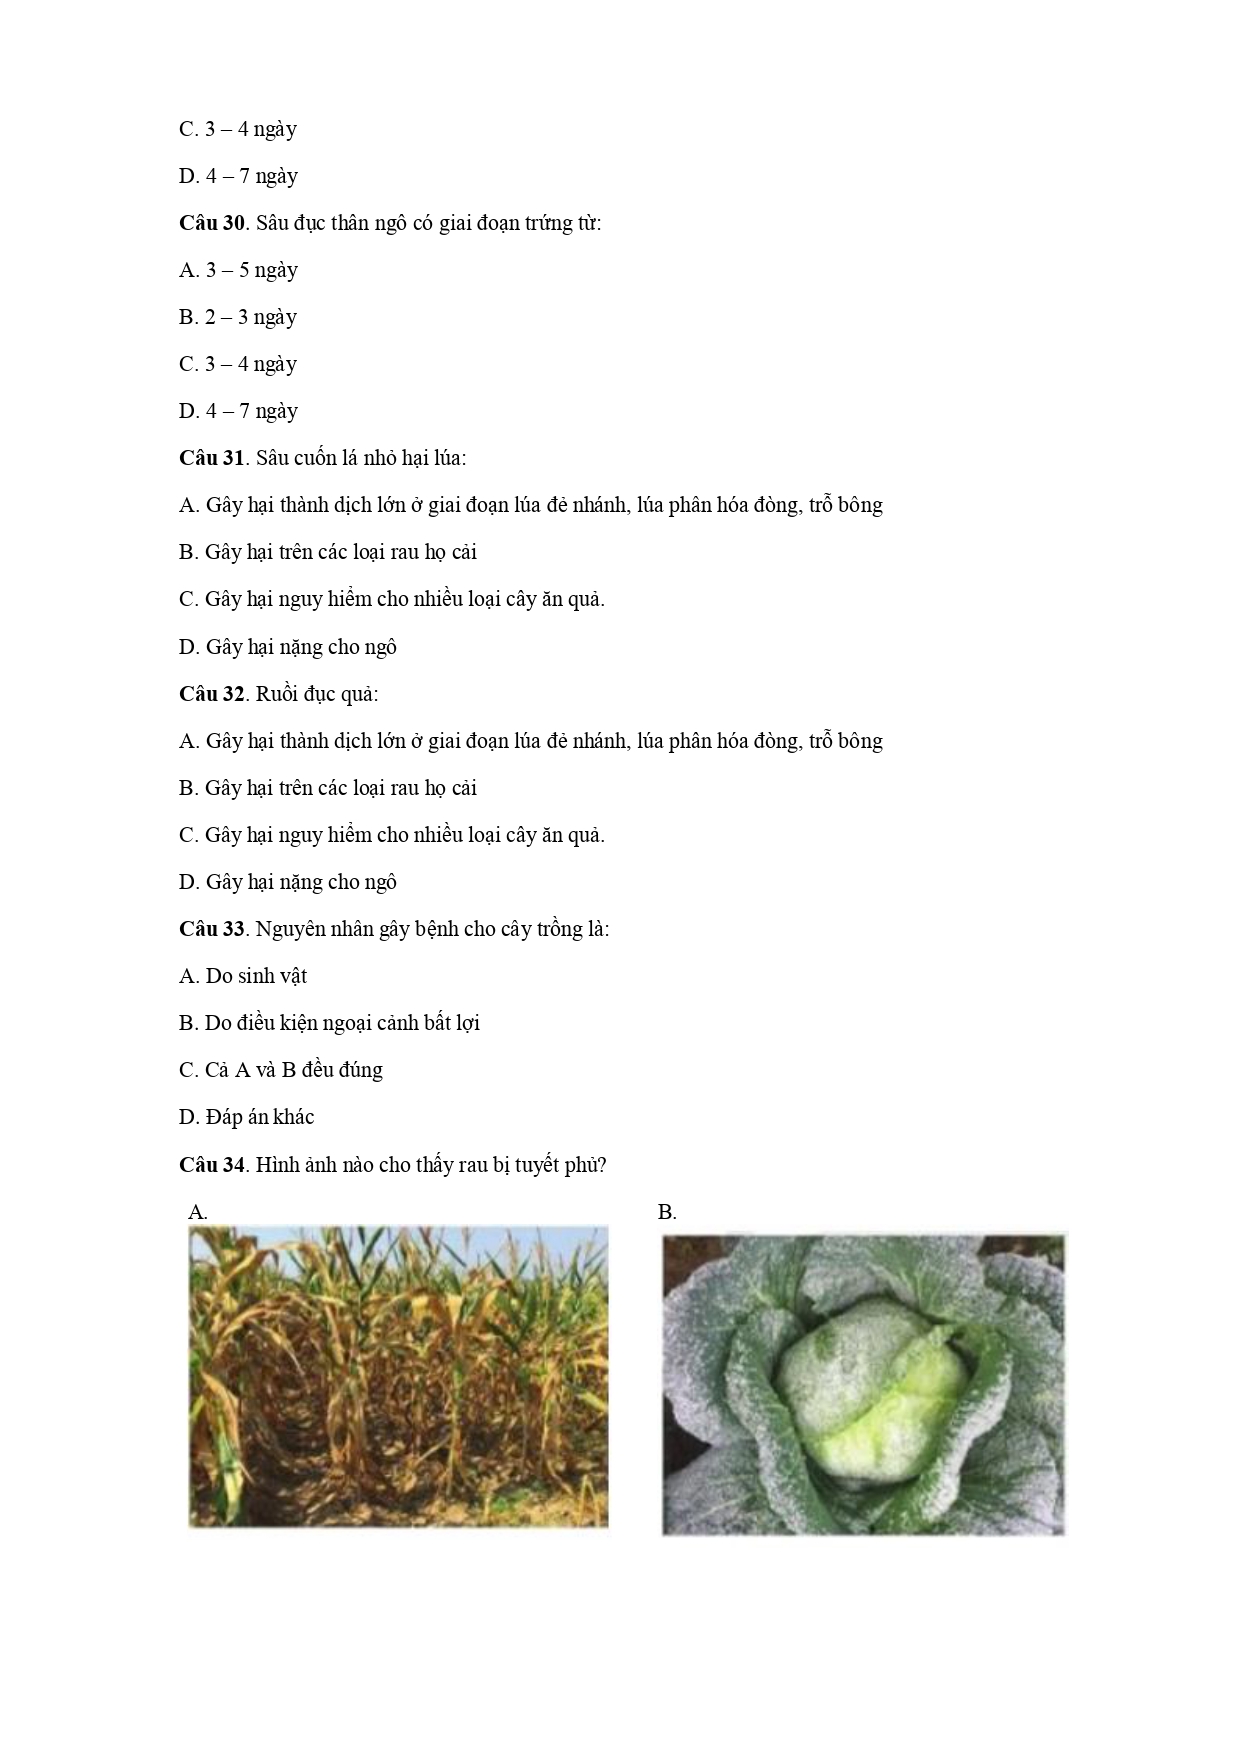 C. 3 – 4 ngày
D. 4 – 7 ngày
Câu 30. Sâu đục thân ngô có giai đoạn trứng từ:
A. 3 – 5 ngày
B. 2 – 3 ngày
C. 3 – 4 ngày
D. 4 – 7 ngày
Câu 31. Sâu cuốn lá nhỏ hại lúa:
A. Gây hại thành dịch lớn ở giai đoạn lúa đẻ nhánh, lúa phân hóa đòng, trỗ bông
B. Gây hại trên các loại rau họ cải
C. Gây hại nguy hiểm cho nhiều loại cây ăn quả.
D. Gây hại nặng cho ngô
Câu 32. Ruồi đục quả:
A. Gây hại thành dịch lớn ở giai đoạn lúa đẻ nhánh, lúa phân hóa đòng, trỗ bông
B. Gây hại trên các loại rau họ cải
C. Gây hại nguy hiểm cho nhiều loại cây ăn quả.
D. Gây hại nặng cho ngô
Câu 33. Nguyên nhân gây bệnh cho cây trồng là:
A. Do sinh vật
B. Do điều kiện ngoại cảnh bất lợi
C. Cả A và B đều đúng
D. Đáp án khác
Câu 34. Hình ảnh nào cho thấy rau bị tuyết phủ?
A. B.